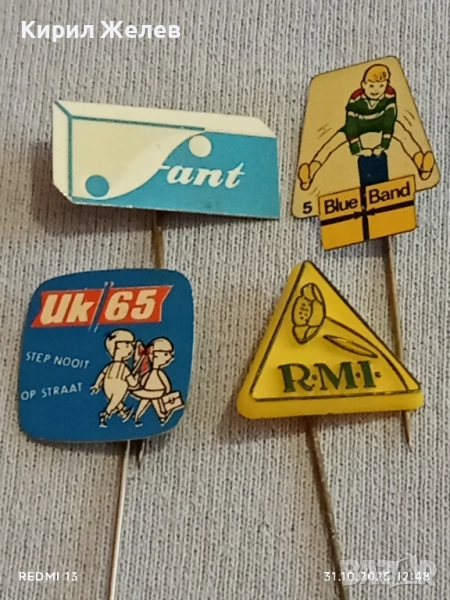 Кирил Желев
Fant
5 Blue Band
Uk 65
STEP NOOIT
OP STRAAT
R·M·I·
REDMI 13
31.10.2025 12:48
BAZAR